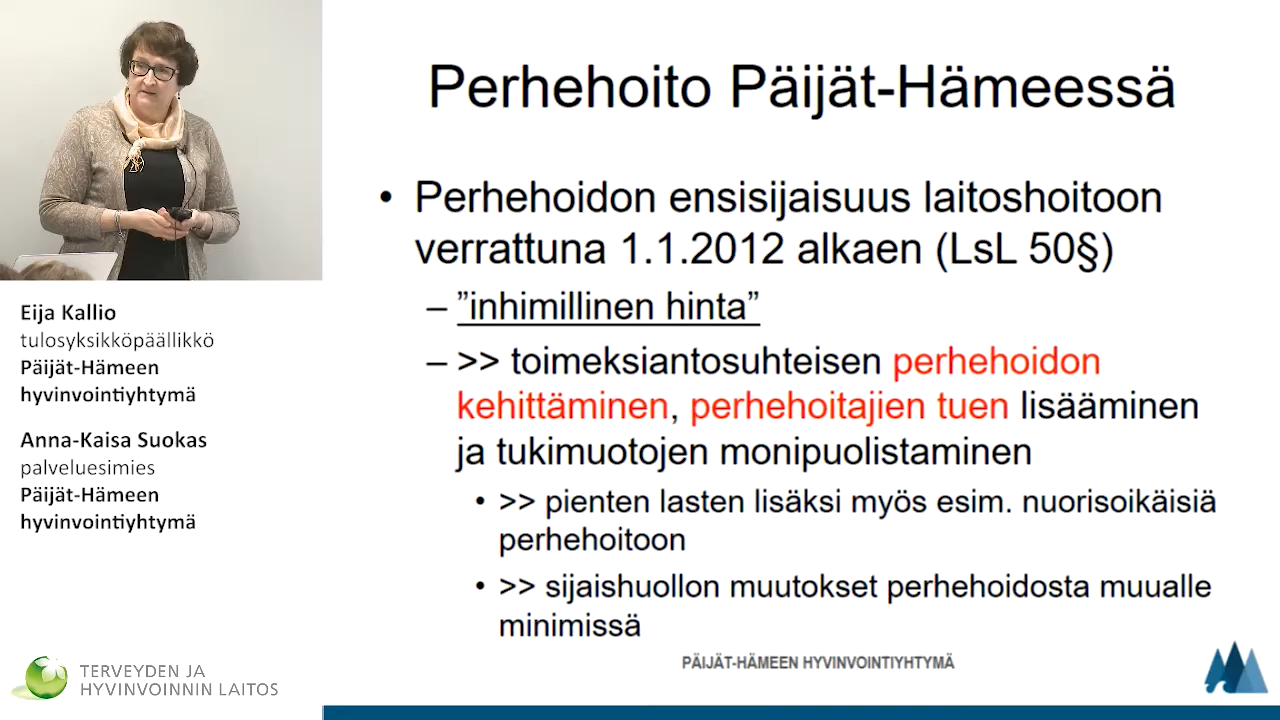 Perhehoito Päijät-Hämeessä
• Perhehoidon ensisijaisuus laitoshoitoon
verrattuna 1.1.2012 alkaen (LsL 50§)
– ”inhimillinen hinta”
– >> toimeksiantosuhteisen perhehoidon
kehittäminen, perhehoitajien tuen lisääminen
ja tukimuotojen monipuolistaminen
• >> pienten lasten lisäksi myös esim. nuorisoikäisiä
perhehoitoon
• >> sijaishuollon muutokset perhehoidosta muualle
minimissä
PÄIJÄT-HÄMEEN HYVINVOINTIYHTYMÄ
Eija Kallio
tulosyksikköpäällikkö
Päijät-Hämeen
hyvinvointiyhtymä
Anna-Kaisa Suokas
palveluesimies
Päijät-Hämeen
hyvinvointiyhtymä
TERVEYDEN JA
HYVINVOINNIN LAITOS